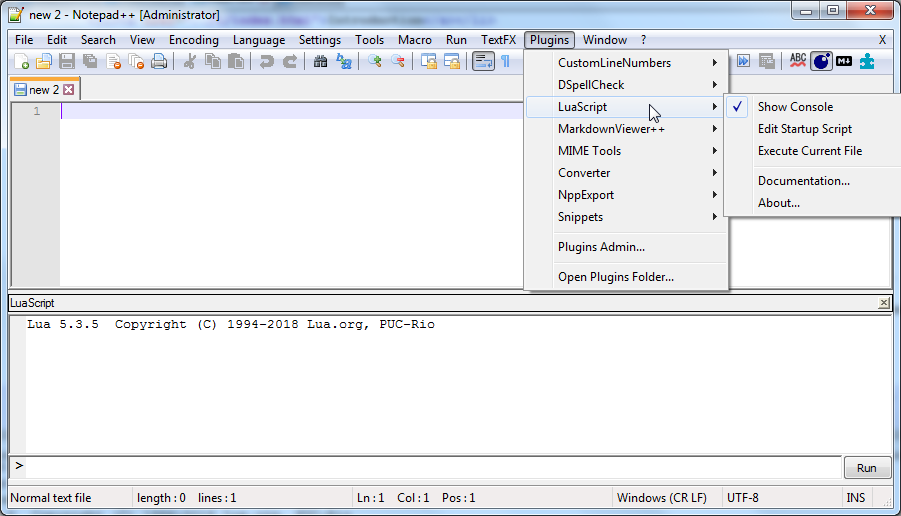 new 2 - Notepad++ [Administrator]
File Edit Search View Encoding Language Settings Tools Macro Run TextFX Plugins Window ? X
ABC
new 2
1
CustomLineNumbers
DSpellCheck
LuaScript
MarkdownViewer++
MIME Tools
Converter
NppExport
Snippets
Plugins Admin...
Open Plugins Folder...
Show Console
Edit Startup Script
Execute Current File
Documentation...
About...
LuaScript
Lua 5.3.5  Copyright (C) 1994-2018 Lua.org, PUC-Rio
>
Run
Normal text file length : 0 lines : 1 Ln : 1 Col : 1 Pos : 1 Windows (CR LF) UTF-8 INS